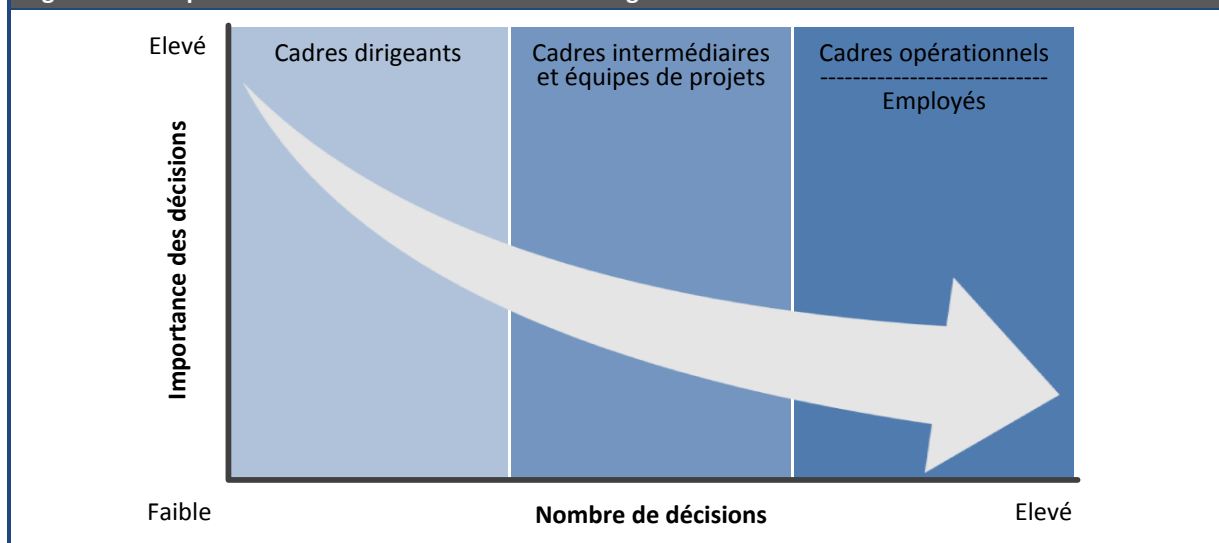 Elevé
Cadres dirigeants
Cadres intermédiaires
et équipes de projets
Cadres opérationnels
------------------------------
Employés
Importance des décisions
Faible
Nombre de décisions
Elevé